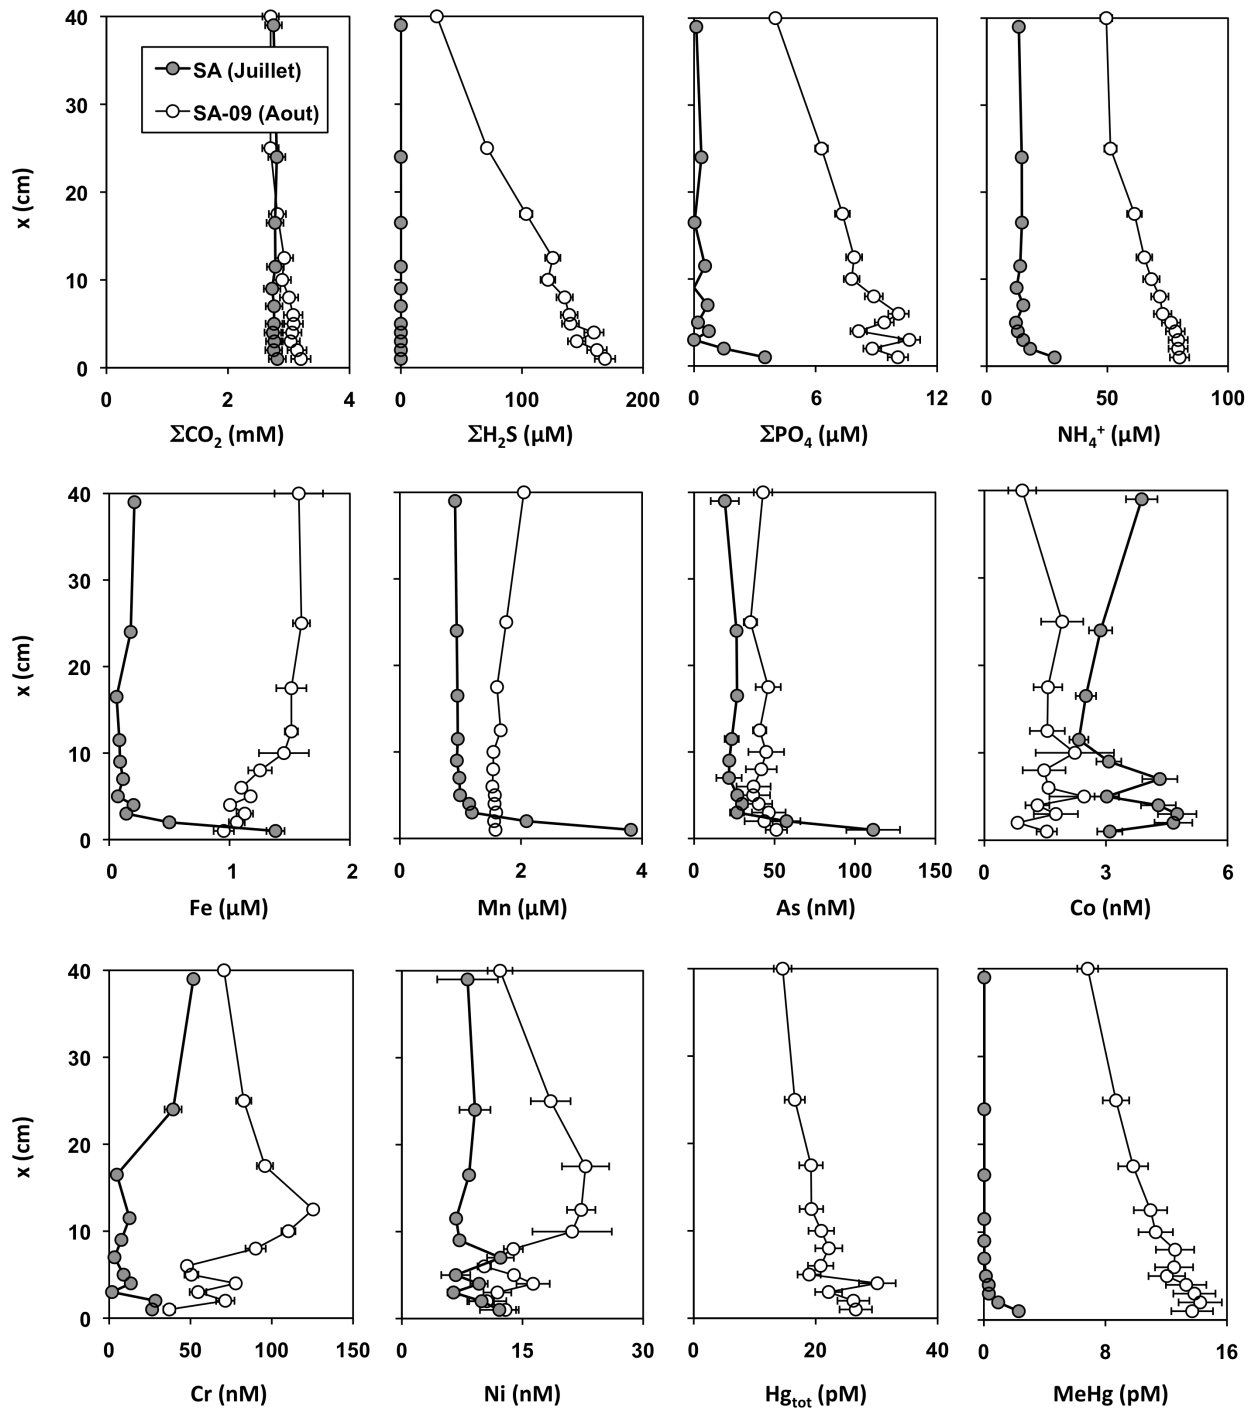 40
30
20
10
0
x (cm)
SA (Juillet)
SA-09 (Aout)
0 2 4
ΣCO₂ (mM)
0 100 200
ΣH₂S (µM)
0 6 12
ΣPO₄ (µM)
0 50 100
NH₄⁺ (µM)
40
30
20
10
0
x (cm)
0 1 2
Fe (µM)
0 2 4
Mn (µM)
0 50 100 150
As (nM)
0 3 6
Co (nM)
40
30
20
10
0
x (cm)
0 50 100 150
Cr (nM)
0 15 30
Ni (nM)
0 20 40
Hgtot (pM)
0 8 16
MeHg (pM)